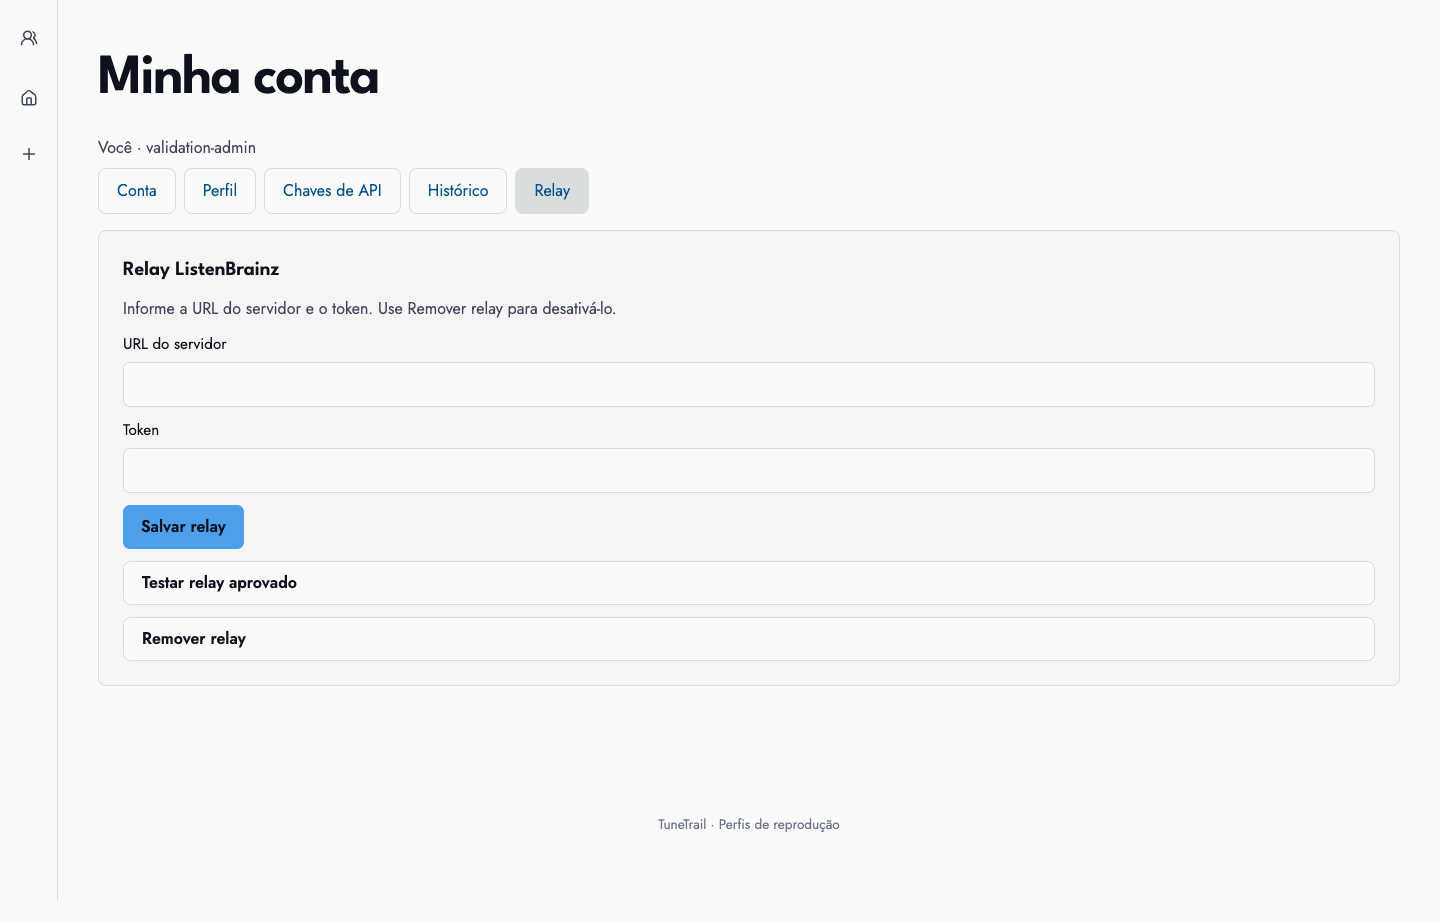 Minha conta
Você · validation-admin
Conta
Perfil
Chaves de API
Histórico
Relay
Relay ListenBrainz
Informe a URL do servidor e o token. Use Remover relay para desativá-lo.
URL do servidor
Token
Salvar relay
Testar relay aprovado
Remover relay
TuneTrail · Perfis de reprodução